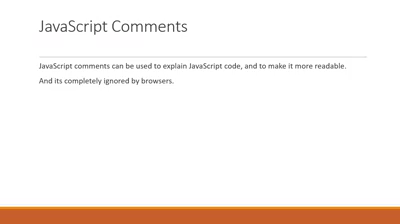 JavaScript Comments
JavaScript comments can be used to explain JavaScript code, and to make it more readable.
And its completely ignored by browsers.